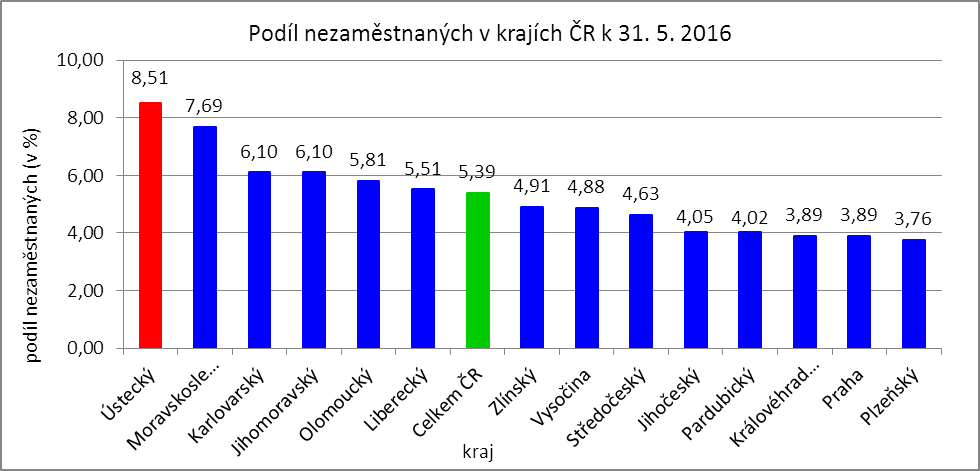 Podíl nezaměstnaných v krajích ČR k 31. 5. 2016
podíl nezaměstnaných (v %)
10,00
8,00
6,00
4,00
2,00
0,00
8,51
7,69
6,10
6,10
5,81
5,51
5,39
4,91
4,88
4,63
4,05
4,02
3,89
3,89
3,76
Ústecký
Moravskosle...
Karlovarský
Jihomoravský
Olomoucký
Liberecký
Celkem ČR
Zlínský
Vysočina
Středočeský
Jihočeský
Pardubický
Královéhrad...
Praha
Plzeňský
kraj